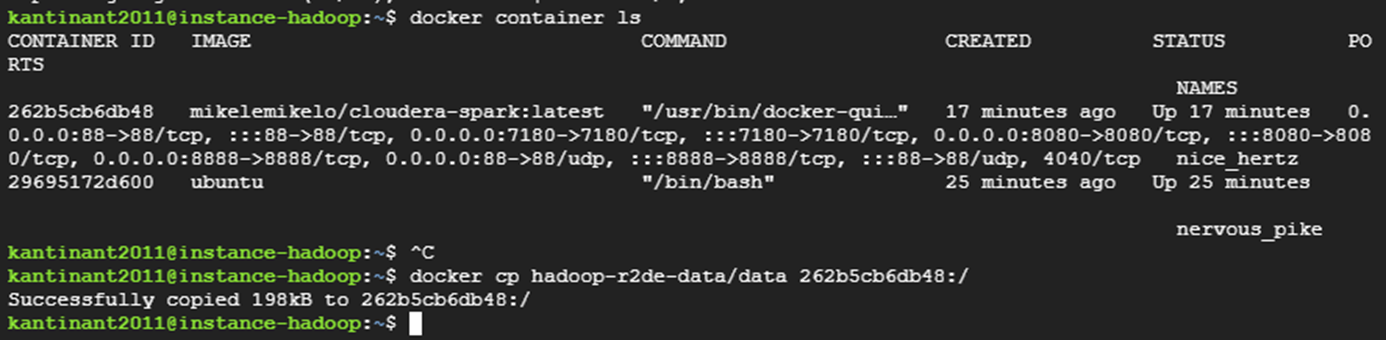 kantinant2011@instance-hadoop:~$ docker container ls
CONTAINER ID   IMAGE                                COMMAND                  CREATED          STATUS          PO
RTS
NAMES
262b5cb6db48   mikelemikelo/cloudera-spark:latest   "/usr/bin/docker-qui…"   17 minutes ago   Up 17 minutes   0.
0.0.0:88->88/tcp, :::88->88/tcp, 0.0.0.0:7180->7180/tcp, :::7180->7180/tcp, 0.0.0.0:8080->8080/tcp, :::8080->808
0/tcp, 0.0.0.0:8888->8888/tcp, 0.0.0.0:88->88/udp, :::8888->8888/tcp, :::88->88/udp, 4040/tcp   nice_hertz
29695172d600   ubuntu                               "/bin/bash"              25 minutes ago   Up 25 minutes
nervous_pike
kantinant2011@instance-hadoop:~$ ^C
kantinant2011@instance-hadoop:~$ docker cp hadoop-r2de-data/data 262b5cb6db48:/
Successfully copied 198kB to 262b5cb6db48:/
kantinant2011@instance-hadoop:~$